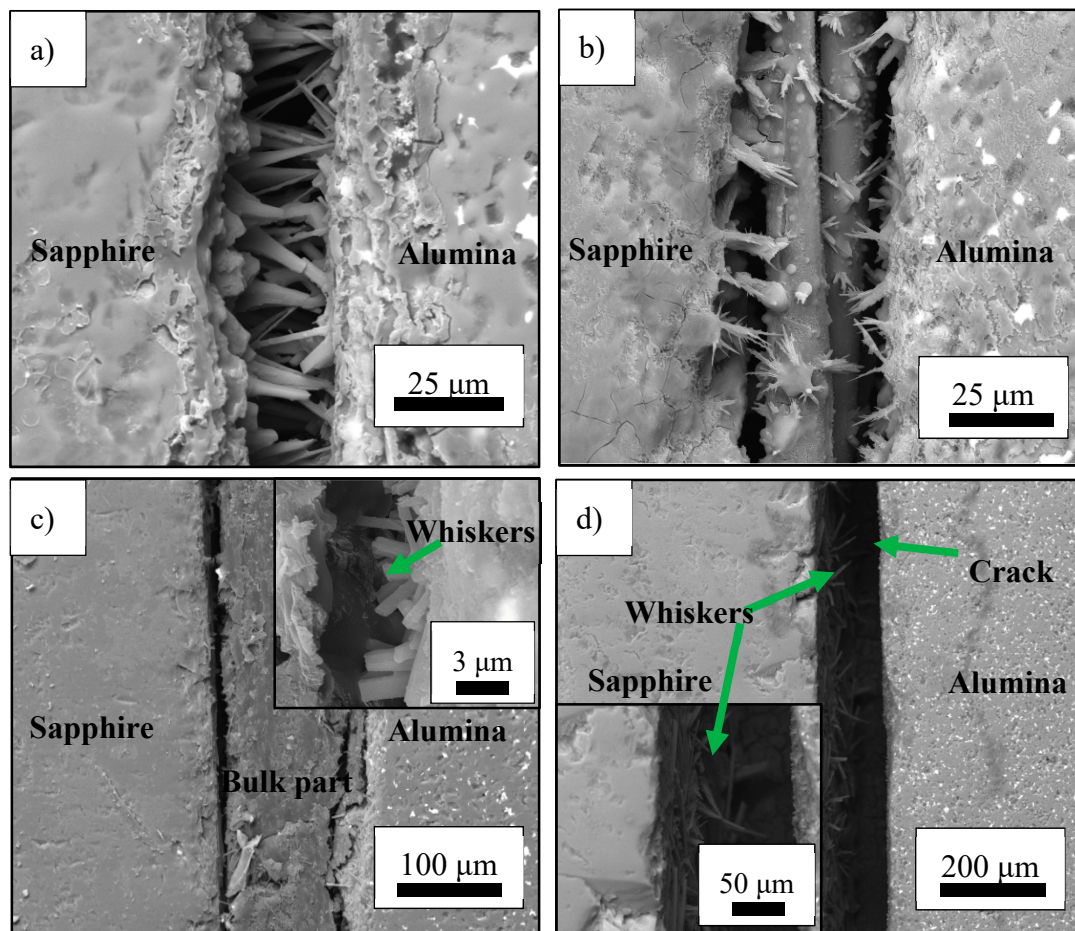 a)
Sapphire
Alumina
25 μm
b)
Sapphire
Alumina
25 μm
c)
Whiskers
3 μm
Sapphire
Alumina
Bulk part
100 μm
d)
Crack
Whiskers
Sapphire
Alumina
50 μm
200 μm